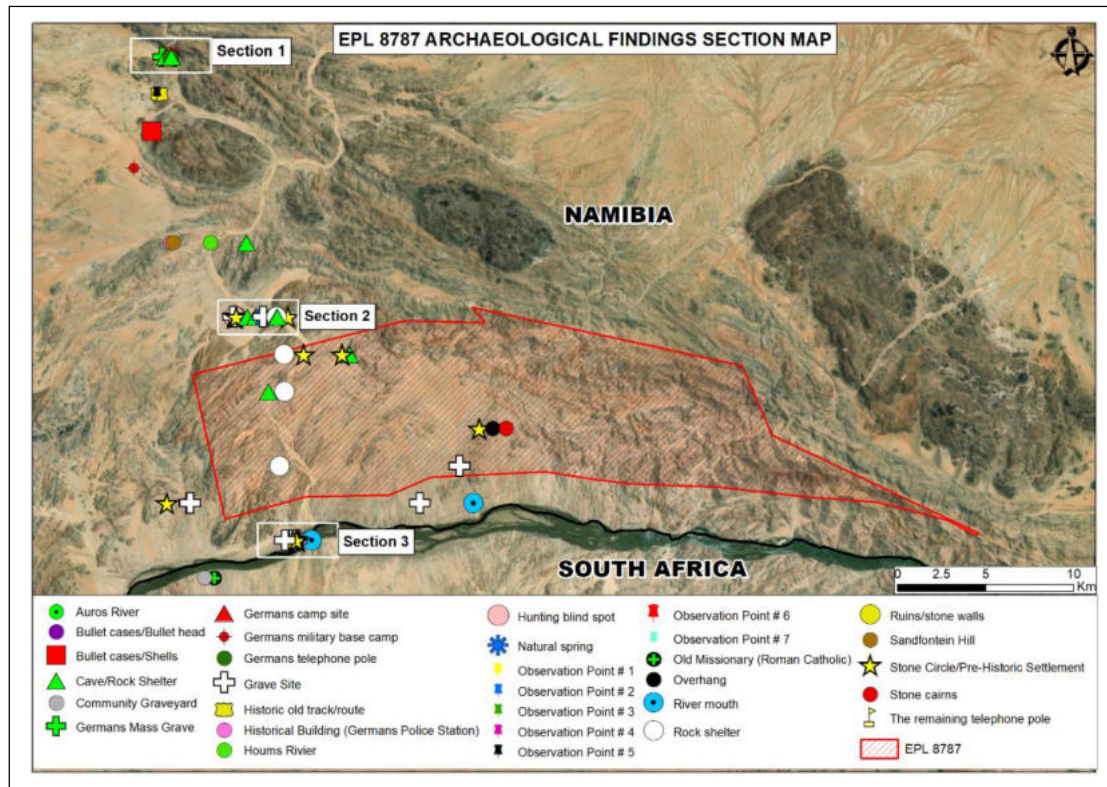 EPL 8787 ARCHAEOLOGICAL FINDINGS SECTION MAP
Section 1
NAMIBIA
Section 2
Section 3
SOUTH AFRICA
0 2.5 5 10
Km
Auros River
Bullet cases/Bullet head
Bullet cases/Shells
Cave/Rock Shelter
Community Graveyard
Germans Mass Grave
Germans camp site
Germans military base camp
Germans telephone pole
Grave Site
Historic old track/route
Historical Building (Germans Police Station)
Houms Rivier
Hunting blind spot
Natural spring
Observation Point # 1
Observation Point # 2
Observation Point # 3
Observation Point # 4
Observation Point # 5
Observation Point # 6
Observation Point # 7
Old Missionary (Roman Catholic)
Overhang
River mouth
Rock shelter
Ruins/stone walls
Sandfontein Hill
Stone Circle/Pre-Historic Settlement
Stone cairns
The remaining telephone pole
EPL 8787